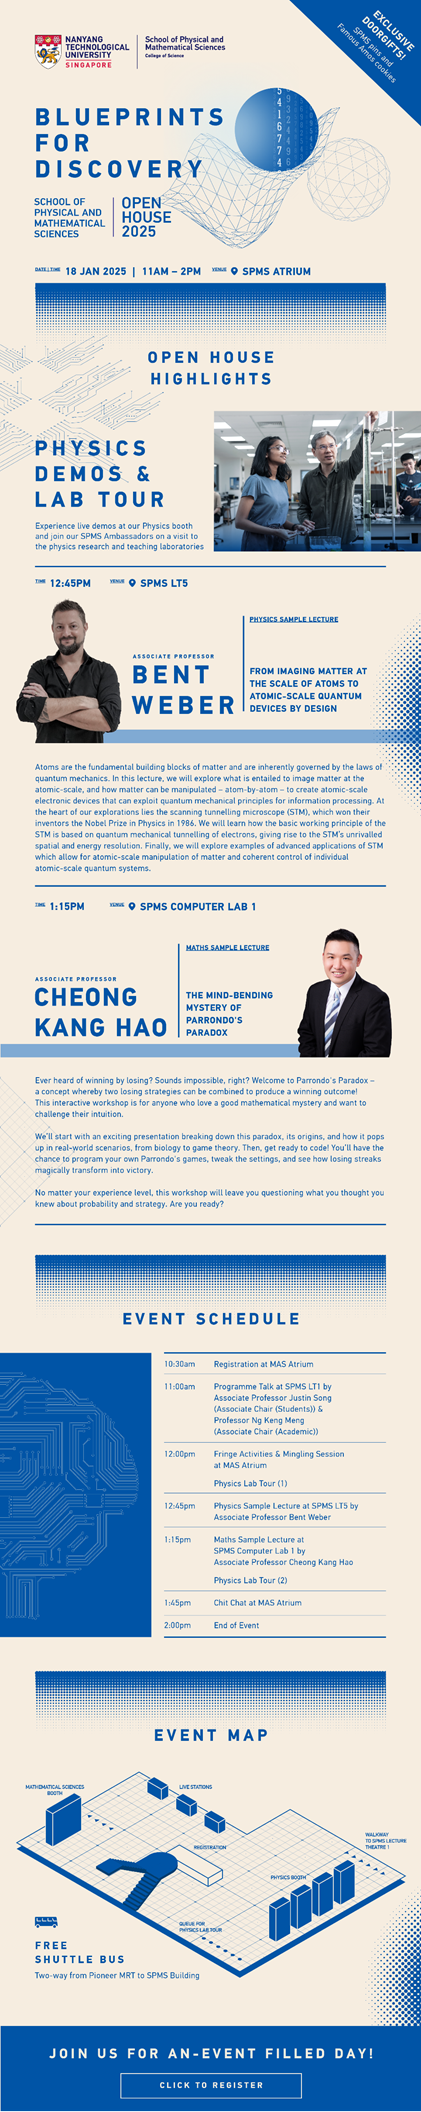 NANYANG
TECHNOLOGICAL
UNIVERSITY
SINGAPORE
School of Physical and
Mathematical Sciences
College of Science
EXCLUSIVE
DOORGIFTS!
SPMS pins and
Famous Amos Cookies
BLUEPRINTS
FOR
DISCOVERY
SCHOOL OF
PHYSICAL AND
MATHEMATICAL
SCIENCES
OPEN
HOUSE
2025
DATE | TIME 18 JAN 2025 | 11AM – 2PM VENUE SPMS ATRIUM
OPEN HOUSE
HIGHLIGHTS
PHYSICS
DEMOS &
LAB TOUR
Experience live demos at our Physics booth
and join our SPMS Ambassadors on a visit to
the physics research and teaching laboratories
TIME 12:45PM VENUE SPMS LT5
PHYSICS SAMPLE LECTURE
ASSOCIATE PROFESSOR
BENT
WEBER
FROM IMAGING MATTER AT
THE SCALE OF ATOMS TO
ATOMIC-SCALE QUANTUM
DEVICES BY DESIGN
Atoms are the fundamental building blocks of matter and are inherently governed by the laws of
quantum mechanics. In this lecture, we will explore what is entailed to image matter at the
atomic-scale, and how matter can be manipulated – atom-by-atom – to create atomic-scale
electronic devices that can exploit quantum mechanical principles for information processing. At
the heart of our explorations lies the scanning tunnelling microscope (STM), which won their
inventors the Nobel Prize in Physics in 1986. We will learn how the basic working principle of the
STM is based on quantum mechanical tunnelling of electrons, giving rise to the STM's unrivalled
spatial and energy resolution. Finally, we will explore examples of advanced applications of STM
which allow for atomic-scale manipulation of matter and coherent control of individual
atomic-scale quantum systems.
TIME 1:15PM VENUE SPMS COMPUTER LAB 1
MATHS SAMPLE LECTURE
ASSOCIATE PROFESSOR
CHEONG
KANG HAO
THE MIND-BENDING
MYSTERY OF
PARRONDO'S
PARADOX
Ever heard of winning by losing? Sounds impossible, right? Welcome to Parrondo's Paradox –
a concept whereby two losing strategies can be combined to produce a winning outcome!
This interactive workshop is for anyone who love a good mathematical mystery and want to
challenge their intuition.
We'll start with an exciting presentation breaking down this paradox, its origins, and how it pops
up in real-world scenarios, from biology to game theory. Then, get ready to code! You'll have the
chance to program your own Parrondo's games, tweak the settings, and see how losing streaks
magically transform into victory.
No matter your experience level, this workshop will leave you questioning what you thought you
knew about probability and strategy. Are you ready?
EVENT SCHEDULE
10:30am Registration at MAS Atrium
11:00am Programme Talk at SPMS LT1 by
Associate Professor Justin Song
(Associate Chair (Students)) &
Professor Ng Keng Meng
(Associate Chair (Academic))
12:00pm Fringe Activities & Mingling Session
at MAS Atrium
Physics Lab Tour (1)
12:45pm Physics Sample Lecture at SPMS LT5 by
Associate Professor Bent Weber
1:15pm Maths Sample Lecture at
SPMS Computer Lab 1 by
Associate Professor Cheong Kang Hao
Physics Lab Tour (2)
1:45pm Chit Chat at MAS Atrium
2:00pm End of Event
EVENT MAP
MATHEMATICAL SCIENCES
BOOTH
LIVE STATIONS
WALKWAY
TO SPMS LECTURE
THEATRE 1
REGISTRATION
PHYSICS BOOTH
QUEUE FOR
PHYSICS LAB TOUR
FREE
SHUTTLE BUS
Two-way from Pioneer MRT to SPMS Building
JOIN US FOR AN-EVENT FILLED DAY!
CLICK TO REGISTER